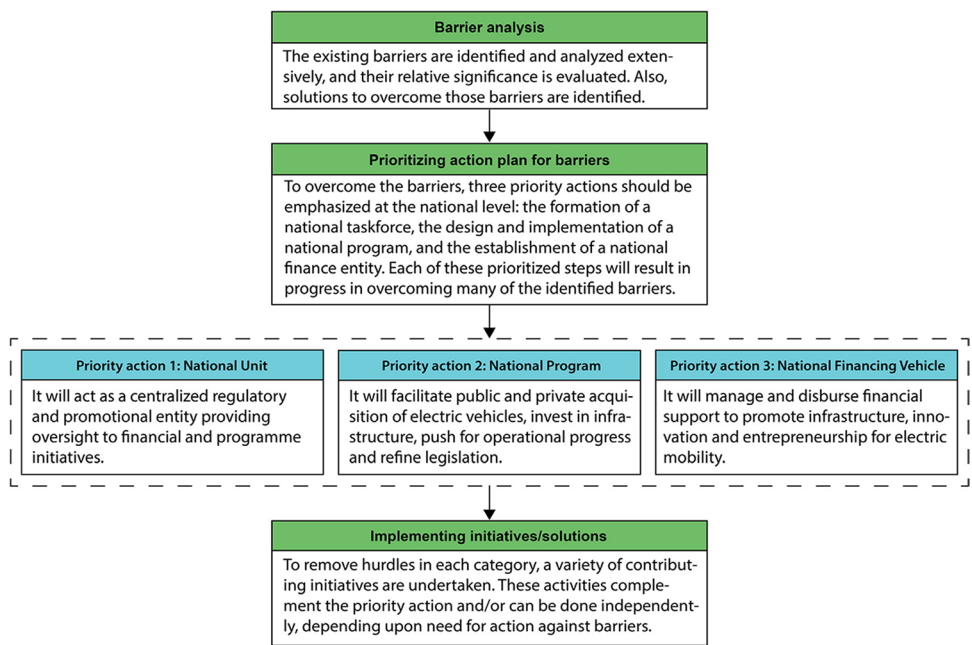 Barrier analysis
The existing barriers are identified and analyzed exten-
sively, and their relative significance is evaluated. Also,
solutions to overcome those barriers are identified.
Prioritizing action plan for barriers
To overcome the barriers, three priority actions should be
emphasized at the national level: the formation of a
national taskforce, the design and implementation of a
national program, and the establishment of a national
finance entity. Each of these prioritized steps will result in
progress in overcoming many of the identified barriers.
Priority action 1: National Unit
It will act as a centralized regulatory
and promotional entity providing
oversight to financial and programme
initiatives.
Priority action 2: National Program
It will facilitate public and private acqui-
sition of electric vehicles, invest in infra-
structure, push for operational progress
and refine legislation.
Priority action 3: National Financing Vehicle
It will manage and disburse financial
support to promote infrastructure, inno-
vation and entrepreneurship for electric
mobility.
Implementing initiatives/solutions
To remove hurdles in each category, a variety of contribut-
ing initiatives are undertaken. These activities comple-
ment the priority action and/or can be done independent-
ly, depending upon need for action against barriers.